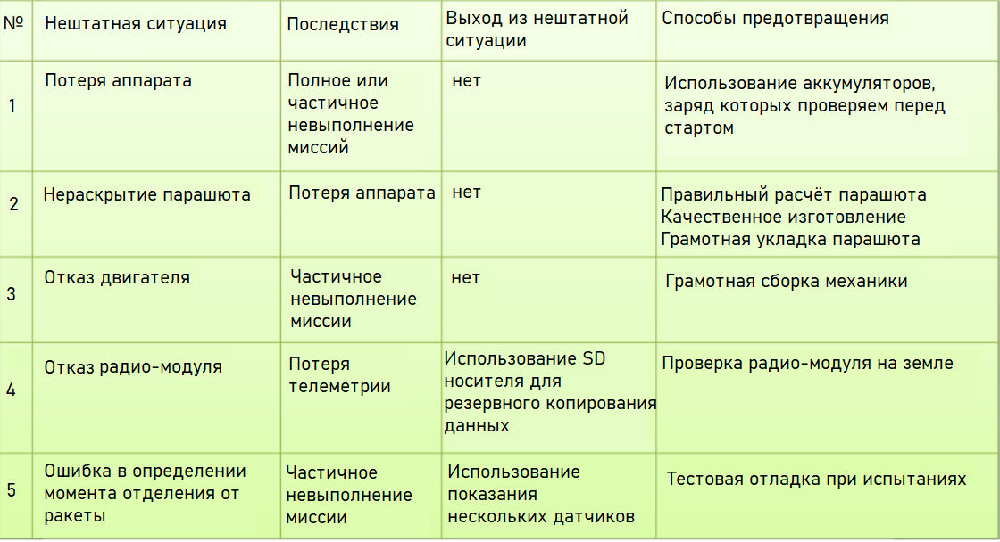 №
Нештатная ситуация
Последствия
Выход из нештатной
ситуации
Способы предотвращения
1
Потеря аппарата
Полное или
частичное
невыполнение
миссий
нет
Использование аккумуляторов,
заряд которых проверяем перед
стартом
2
Нераскрытие парашюта
Потеря аппарата
нет
Правильный расчёт парашюта
Качественное изготовление
Грамотная укладка парашюта
3
Отказ двигателя
Частичное
невыполнение
миссии
нет
Грамотная сборка механики
4
Отказ радио-модуля
Потеря
телеметрии
Использование SD
носителя для
резервного копирования
данных
Проверка радио-модуля на земле
5
Ошибка в определении
момента отделения от
ракеты
Частичное
невыполнение
миссии
Использование
показания
нескольких датчиков
Тестовая отладка при испытаниях